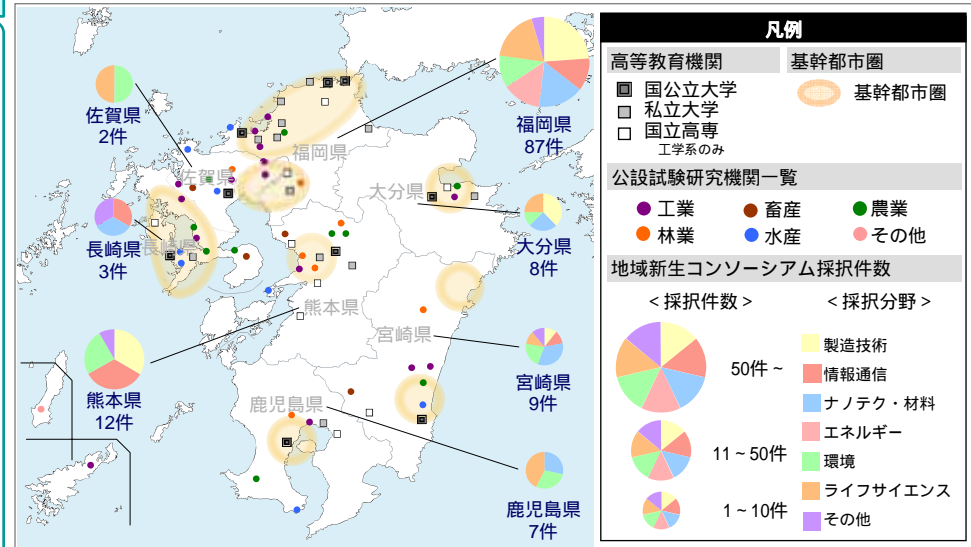 佐賀県
2件
福岡県
87件
福岡県
佐賀県
大分県
大分県
8件
長崎県
3件
長崎県
熊本県
宮崎県
熊本県
12件
宮崎県
9件
鹿児島県
鹿児島県
7件
凡例
高等教育機関
国公立大学
私立大学
国立高専
工学系のみ
基幹都市圏
基幹都市圏
公設試験研究機関一覧
工業 畜産 農業
林業 水産 その他
地域新生コンソーシアム採択件数
＜採択件数＞ ＜採択分野＞
50件~
11~50件
1~10件
製造技術
情報通信
ナノテク・材料
エネルギー
環境
ライフサイエンス
その他